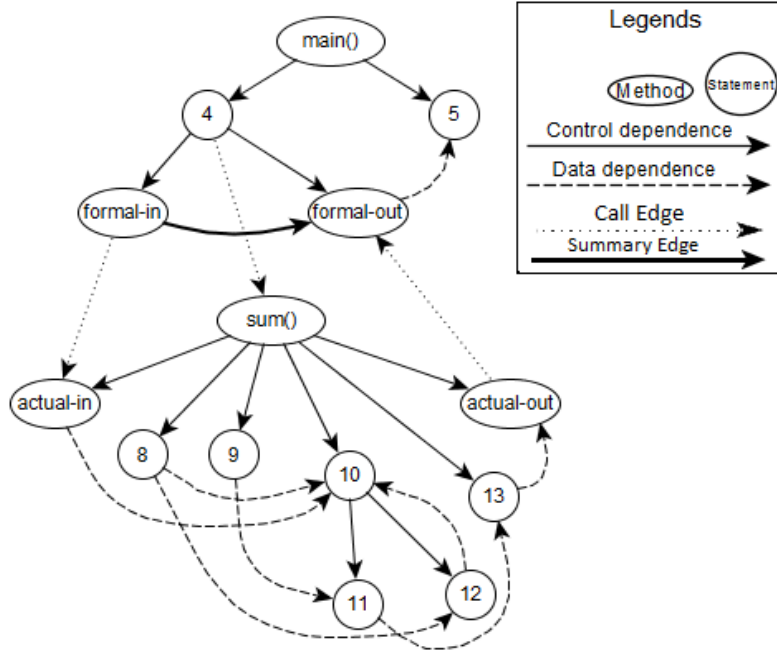 main()
4
5
formal-in
formal-out
sum()
actual-in
actual-out
8
9
10
13
11
12
Legends
Method
Statement
Control dependence
Data dependence
Call Edge
Summary Edge